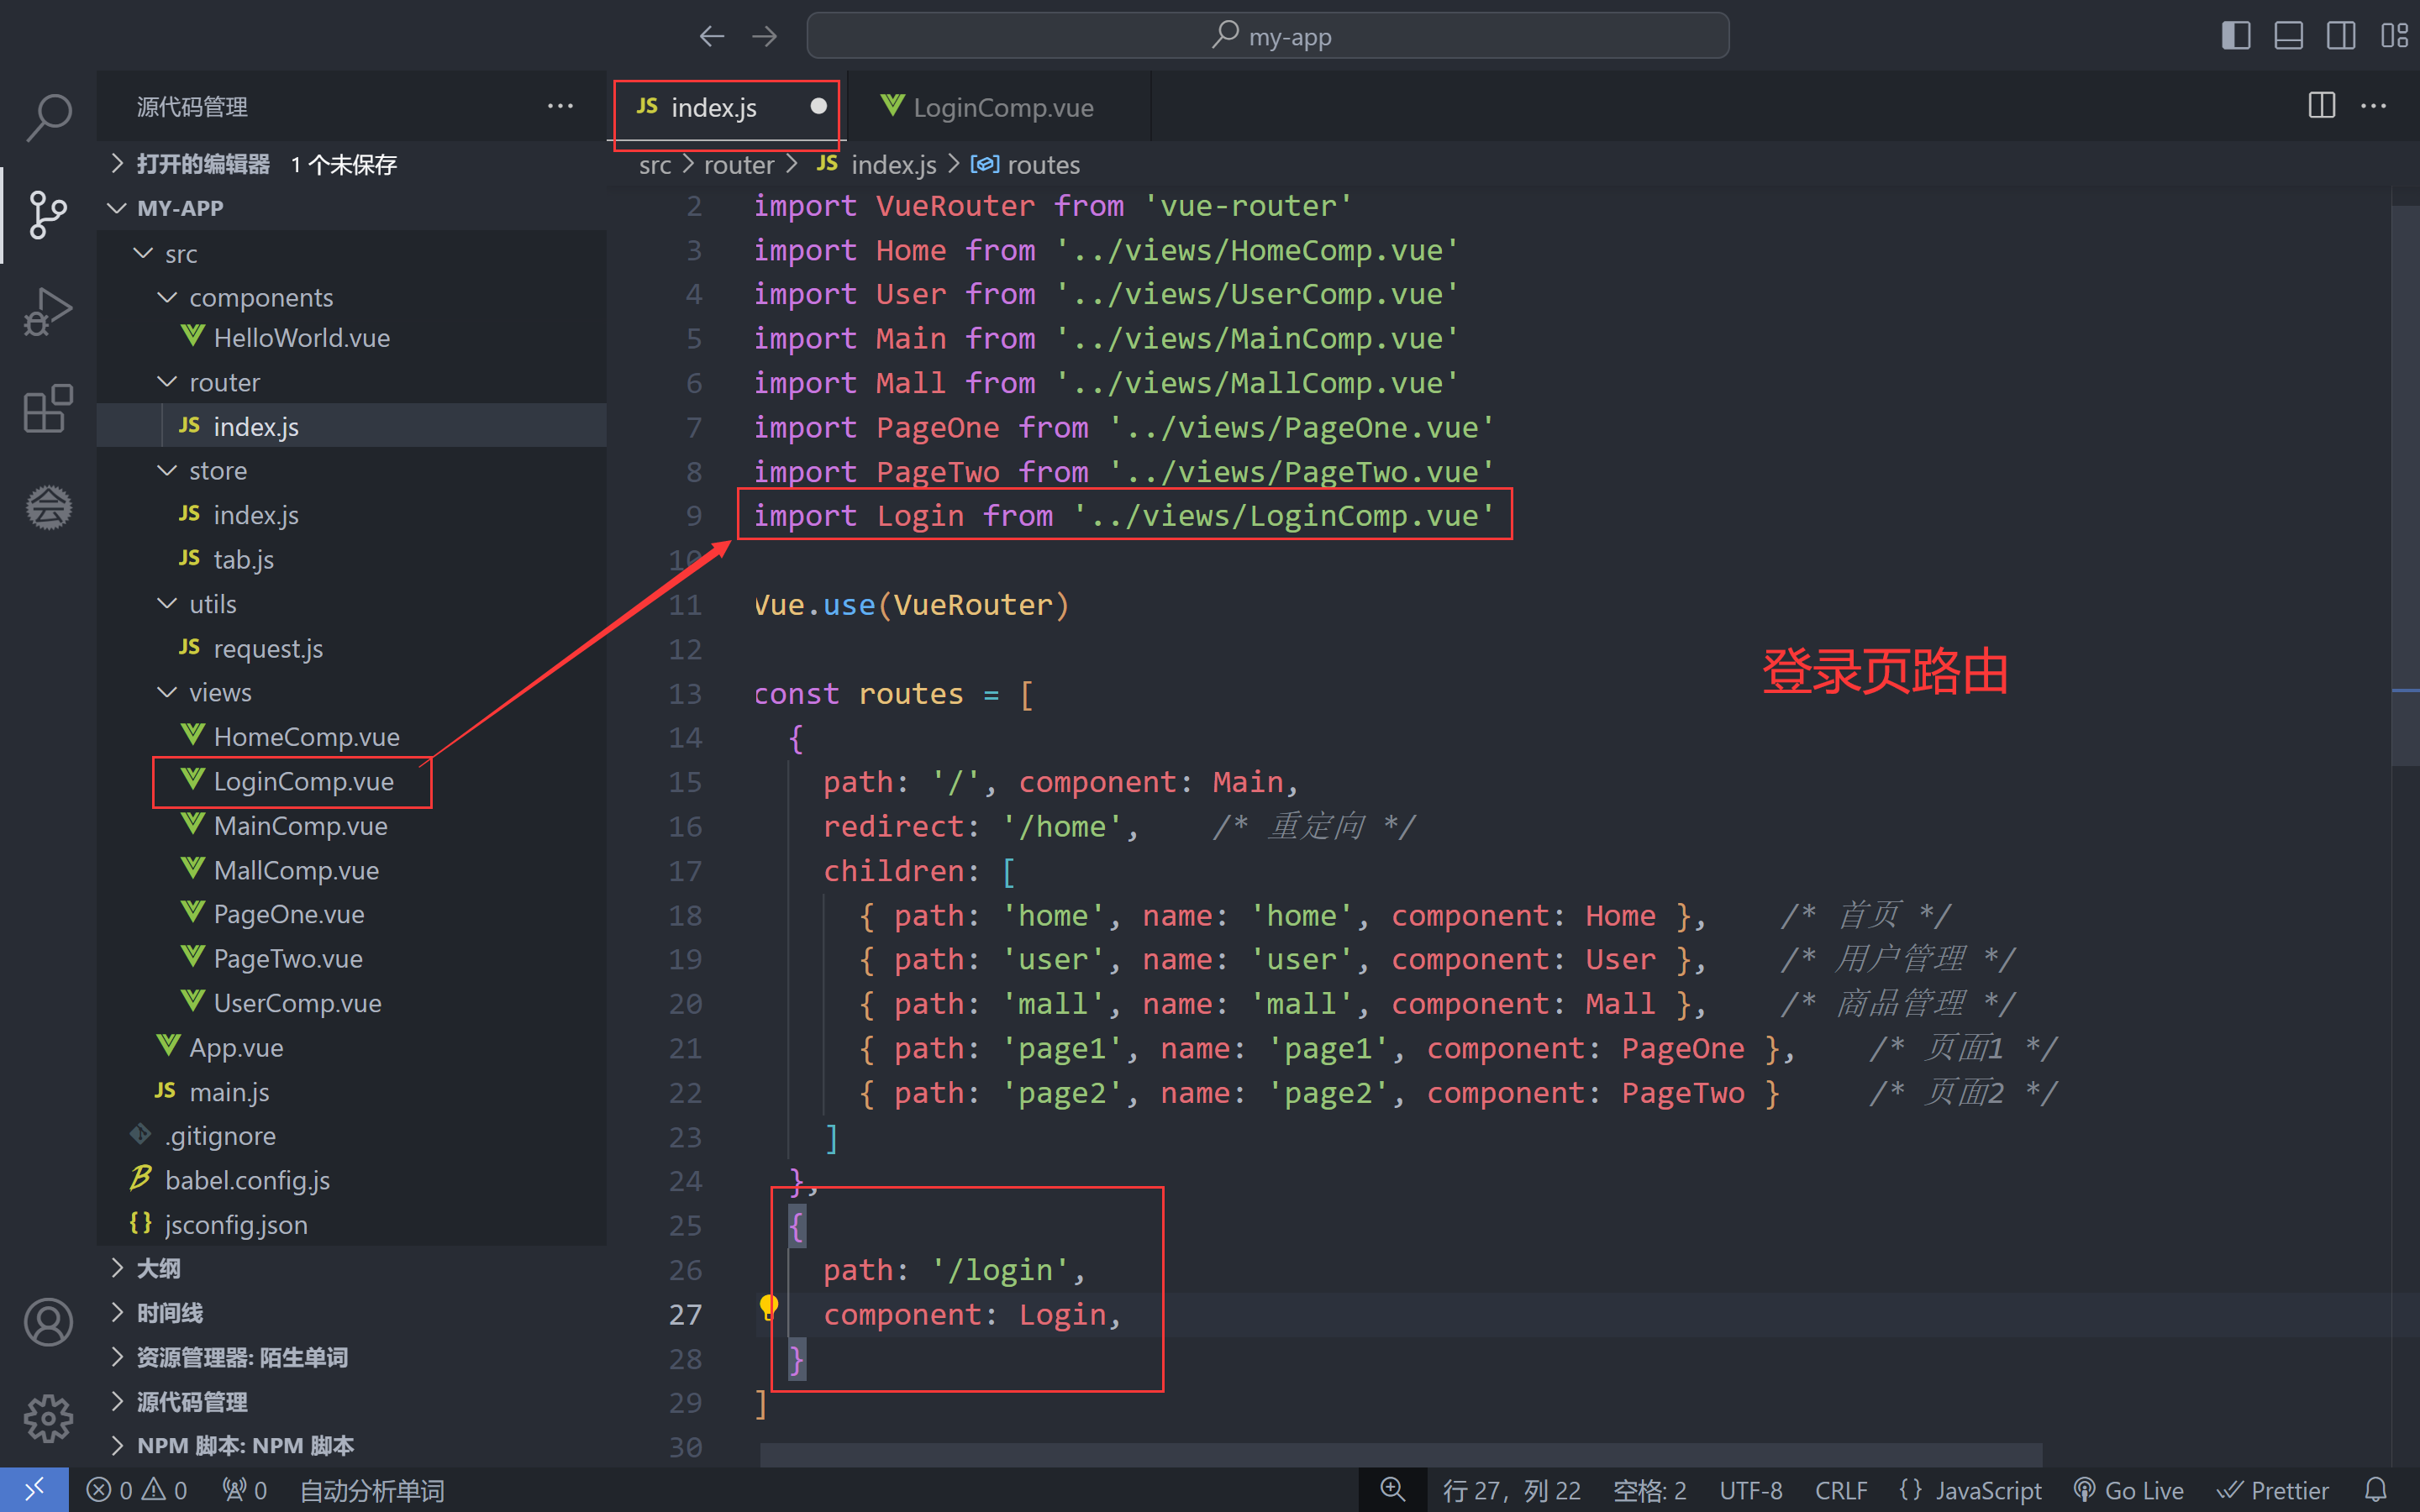 my-app
源代码管理
打开的编辑器 1 个未保存
MY-APP
src
components
HelloWorld.vue
router
JS index.js
store
JS index.js
JS tab.js
utils
JS request.js
views
HomeComp.vue
LoginComp.vue
MainComp.vue
MallComp.vue
PageOne.vue
PageTwo.vue
UserComp.vue
App.vue
JS main.js
.gitignore
babel.config.js
{} jsconfig.json
大纲
时间线
资源管理器: 陌生单词
源代码管理
NPM 脚本: NPM 脚本
JS index.js
LoginComp.vue
src > router > JS index.js > routes
2 import VueRouter from 'vue-router'
3 import Home from '../views/HomeComp.vue'
4 import User from '../views/UserComp.vue'
5 import Main from '../views/MainComp.vue'
6 import Mall from '../views/MallComp.vue'
7 import PageOne from '../views/PageOne.vue'
8 import PageTwo from '../views/PageTwo.vue'
9 import Login from '../views/LoginComp.vue'
10
11 Vue.use(VueRouter)
12
13 const routes = [
14 {
15 path: '/', component: Main,
16 redirect: '/home', /* 重定向 */
17 children: [
18 { path: 'home', name: 'home', component: Home }, /* 首页 */
19 { path: 'user', name: 'user', component: User }, /* 用户管理 */
20 { path: 'mall', name: 'mall', component: Mall }, /* 商品管理 */
21 { path: 'page1', name: 'page1', component: PageOne }, /* 页面1 */
22 { path: 'page2', name: 'page2', component: PageTwo } /* 页面2 */
23 ]
24 },
25 {
26 path: '/login',
27 component: Login,
28 }
29 ]
30
登录页路由
0 0 0 自动分析单词 行 27，列 22 空格: 2 UTF-8 CRLF {} JavaScript Go Live Prettier